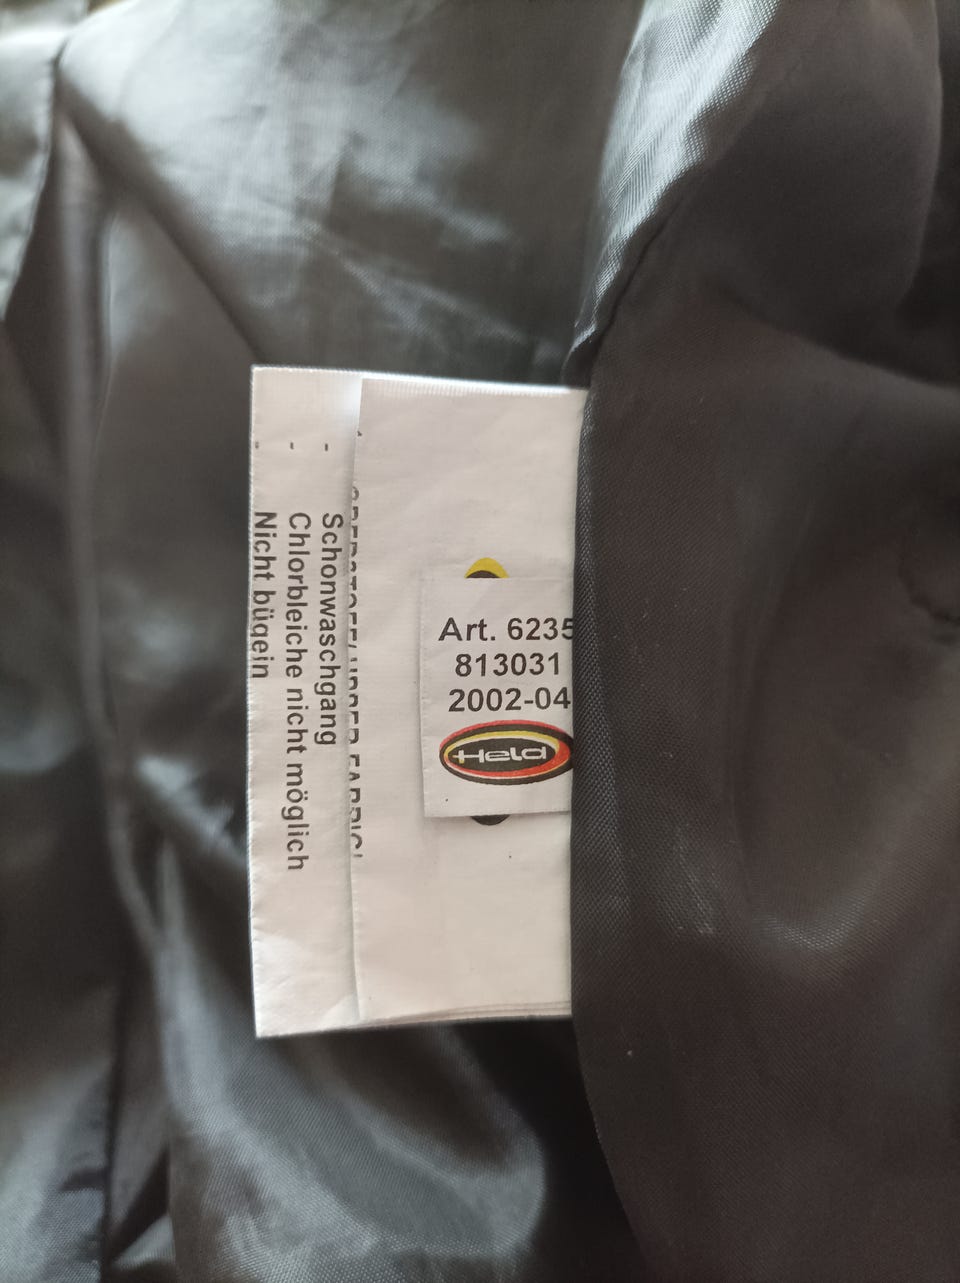 Art. 6235
813031
2002-04
Held
- Schonwaschgang
- Chlorbleiche nicht möglich
- Nicht bügeln